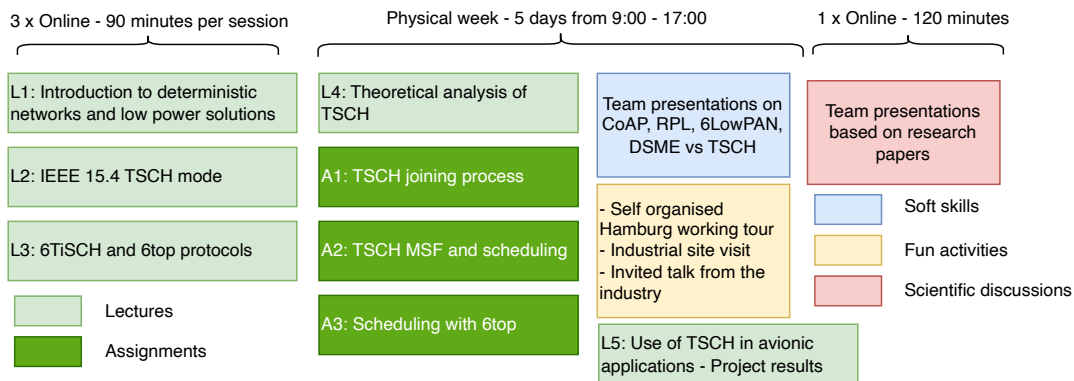 3 x Online - 90 minutes per session
Physical week - 5 days from 9:00 - 17:00
1 x Online - 120 minutes
L1: Introduction to deterministic
networks and low power solutions
L2: IEEE 15.4 TSCH mode
L3: 6TiSCH and 6top protocols
Lectures
Assignments
L4: Theoretical analysis of
TSCH
A1: TSCH joining process
A2: TSCH MSF and scheduling
A3: Scheduling with 6top
Team presentations on
CoAP, RPL, 6LowPAN,
DSME vs TSCH
- Self organised
Hamburg working tour
- Industrial site visit
- Invited talk from the
industry
L5: Use of TSCH in avionic
applications - Project results
Team presentations
based on research
papers
Soft skills
Fun activities
Scientific discussions